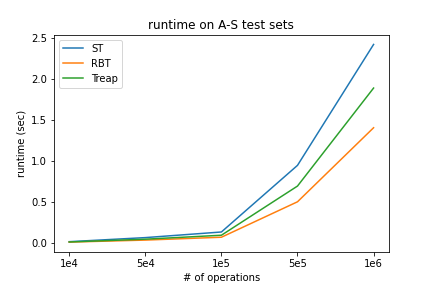 runtime on A-S test sets
ST
RBT
Treap
runtime (sec)
2.5
2.0
1.5
1.0
0.5
0.0
1e4 5e4 1e5 5e5 1e6
# of operations